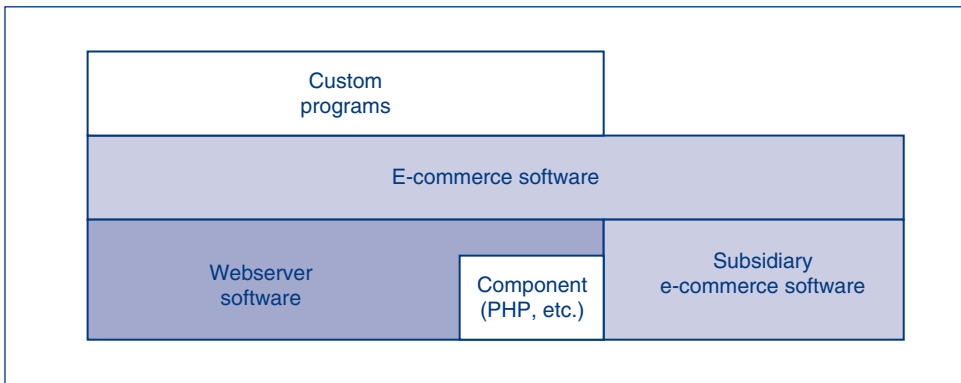 Custom
programs
E-commerce software
Webserver
software
Component
(PHP, etc.)
Subsidiary
e-commerce software